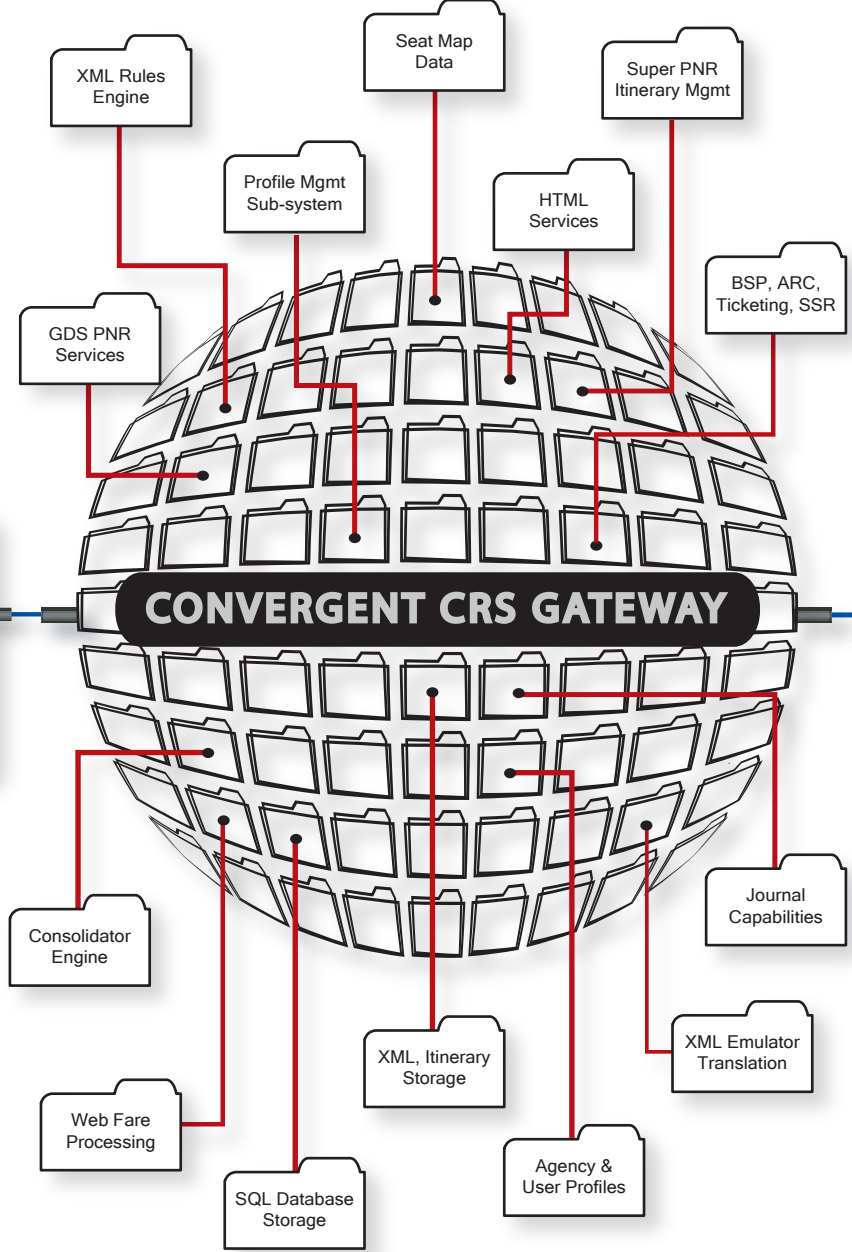 Seat Map
Data
XML Rules
Engine
Super PNR
Itinerary Mgmt
Profile Mgmt
Sub-system
HTML
Services
BSP, ARC,
Ticketing, SSR
GDS PNR
Services
CONVERGENT CRS GATEWAY
Journal
Capabilities
Consolidator
Engine
XML, Itinerary
Storage
XML Emulator
Translation
Web Fare
Processing
Agency &
User Profiles
SQL Database
Storage